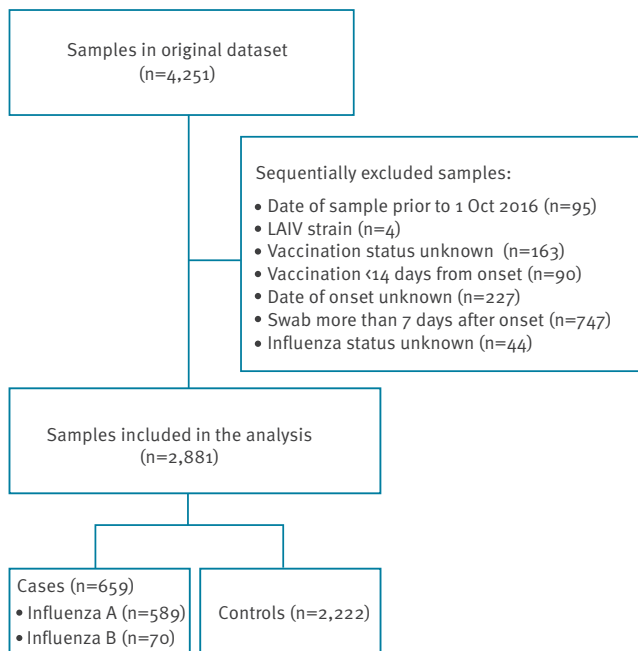 Samples in original dataset
(n=4,251)
Sequentially excluded samples:
• Date of sample prior to 1 Oct 2016 (n=95)
• LAIV strain (n=4)
• Vaccination status unknown (n=163)
• Vaccination <14 days from onset (n=90)
• Date of onset unknown (n=227)
• Swab more than 7 days after onset (n=747)
• Influenza status unknown (n=44)
Samples included in the analysis
(n=2,881)
Cases (n=659)
• Influenza A (n=589)
• Influenza B (n=70)
Controls (n=2,222)